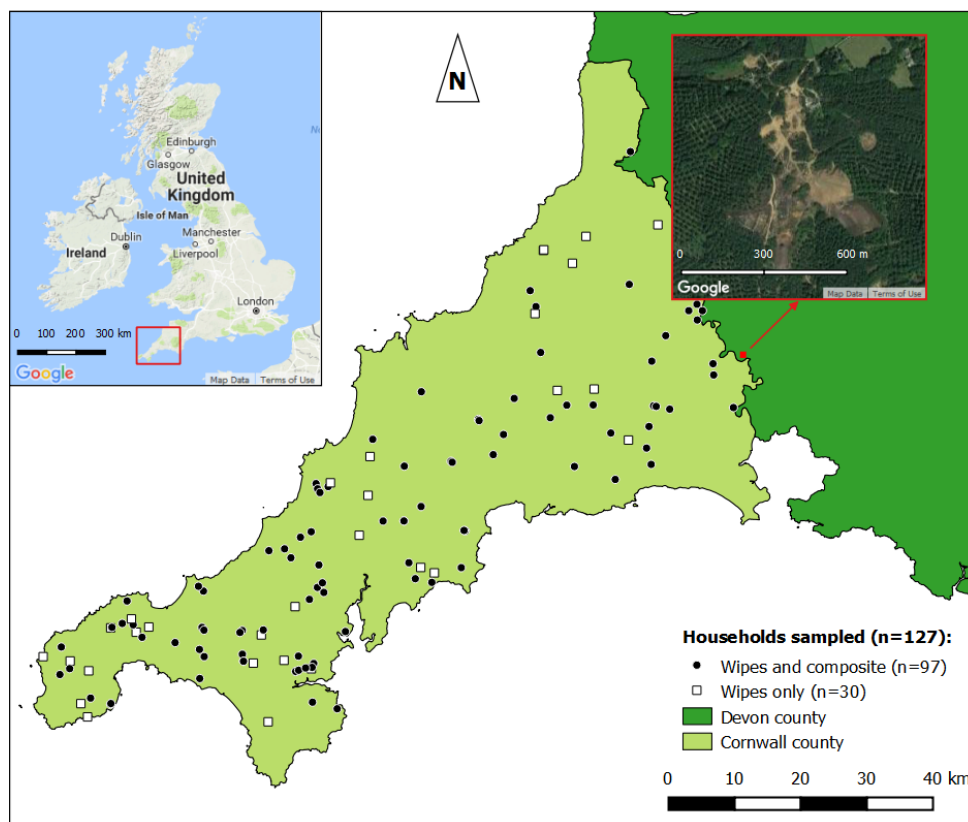 Edinburgh
Glasgow
United
Kingdom
Isle of Man
Manchester
Ireland
Dublin
Liverpool
London
0 100 200 300 km
Google
Map Data Terms of Use
N
0 300 600 m
Google
Map Data Terms of Use
Households sampled (n=127):
Wipes and composite (n=97)
Wipes only (n=30)
Devon county
Cornwall county
0 10 20 30 40 km